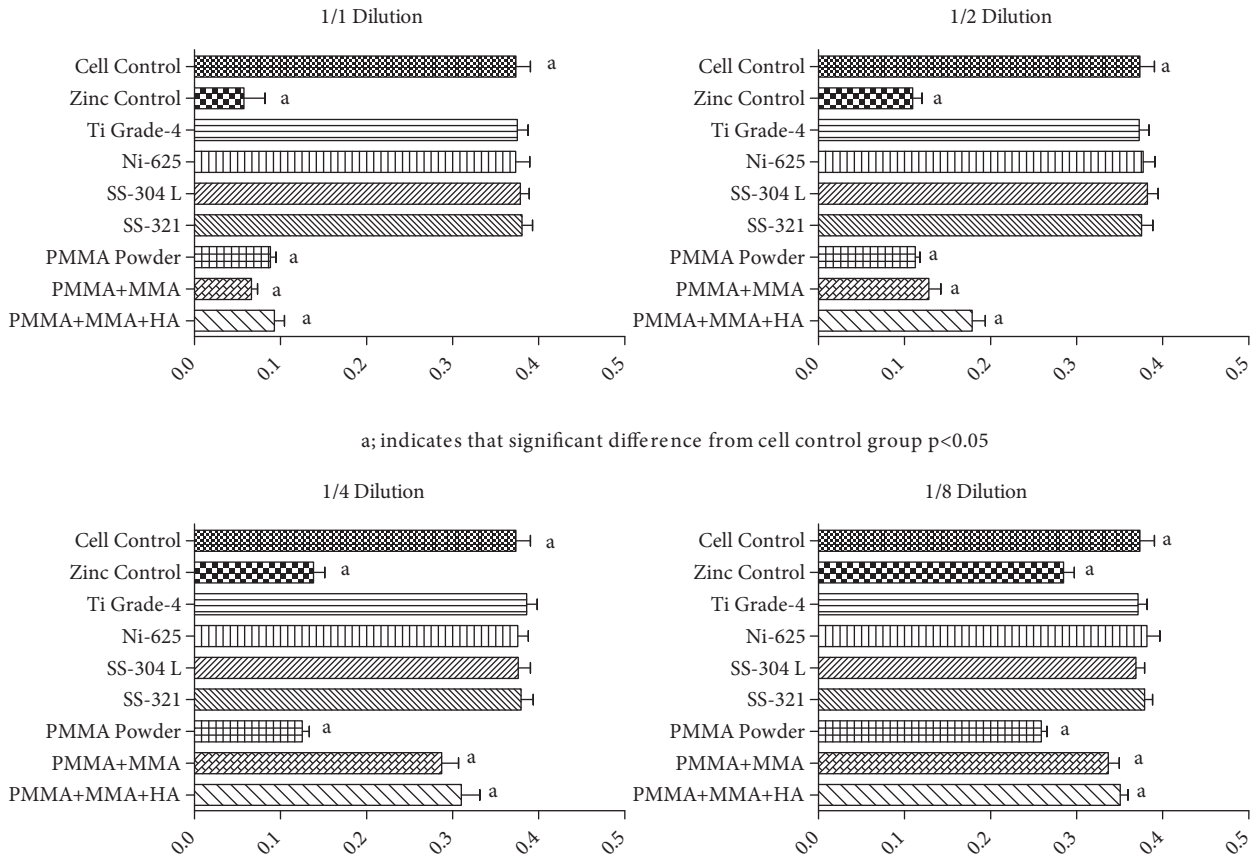 1/1 Dilution
Cell Control
a
Zinc Control
a
Ti Grade-4
Ni-625
SS-304 L
SS-321
PMMA Powder
a
PMMA+MMA
a
PMMA+MMA+HA
a
0.0 0.1 0.2 0.3 0.4 0.5
1/2 Dilution
Cell Control
a
Zinc Control
a
Ti Grade-4
Ni-625
SS-304 L
SS-321
PMMA Powder
a
PMMA+MMA
a
PMMA+MMA+HA
a
0.0 0.1 0.2 0.3 0.4 0.5
a; indicates that significant difference from cell control group p<0.05
1/4 Dilution
Cell Control
a
Zinc Control
a
Ti Grade-4
Ni-625
SS-304 L
SS-321
PMMA Powder
a
PMMA+MMA
a
PMMA+MMA+HA
a
0.0 0.1 0.2 0.3 0.4 0.5
1/8 Dilution
Cell Control
a
Zinc Control
a
Ti Grade-4
Ni-625
SS-304 L
SS-321
PMMA Powder
a
PMMA+MMA
a
PMMA+MMA+HA
a
0.0 0.1 0.2 0.3 0.4 0.5